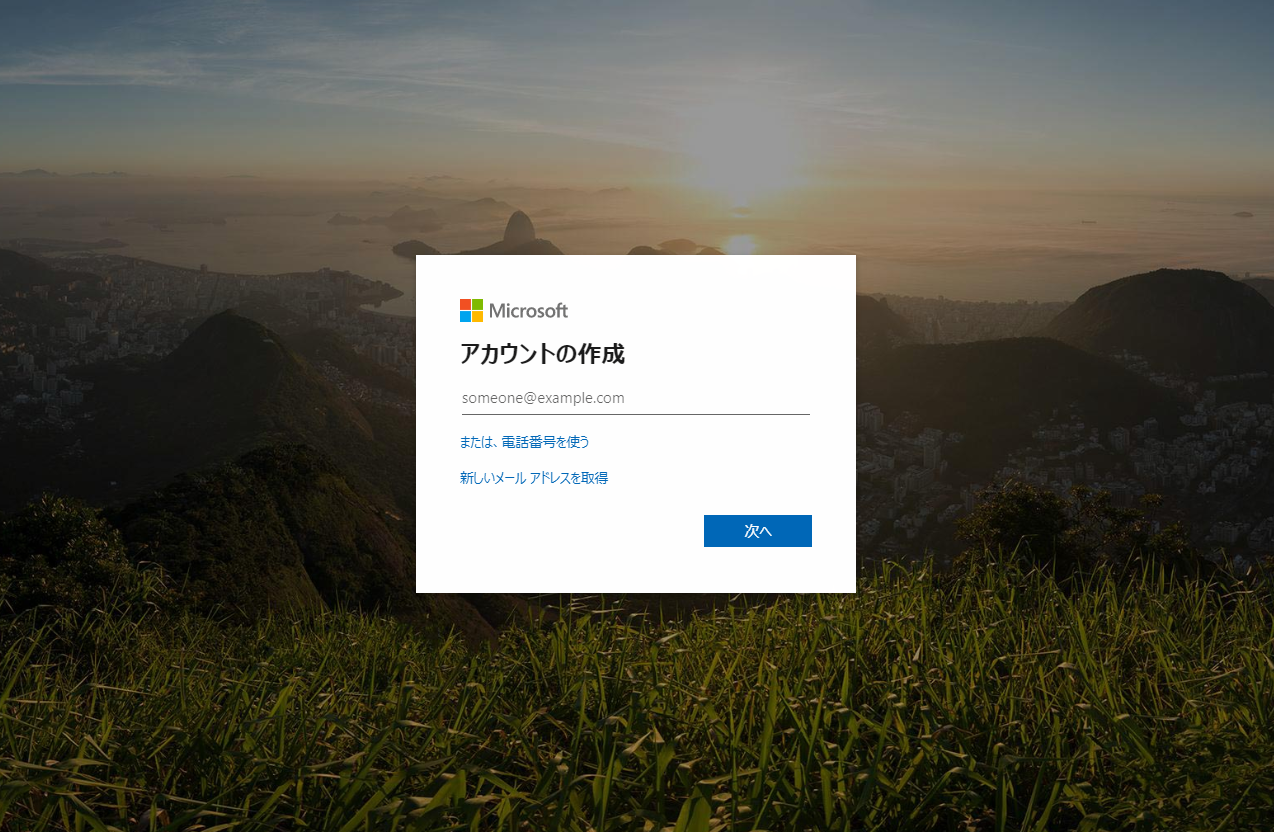 Microsoft
アカウントの作成
someone@example.com
または、電話番号を使う
新しいメール アドレスを取得
次へ